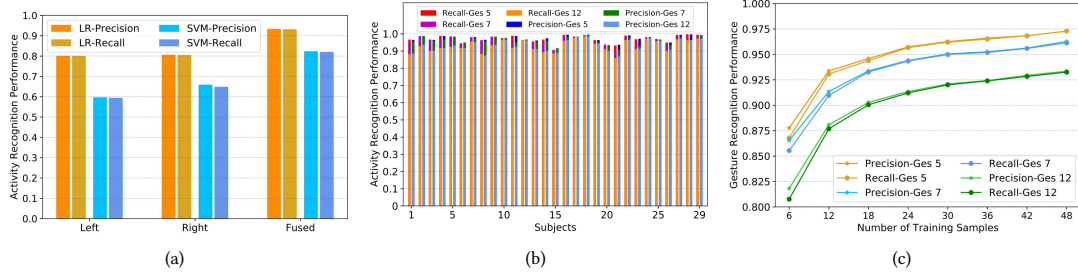 LR-Precision
LR-Recall
SVM-Precision
SVM-Recall
Activity Recognition Performance
1.0
0.9
0.8
0.7
0.6
0.5
0.4
0.3
0.2
0.1
0.0
Left
Right
Fused
(a)
Recall-Ges 5
Recall-Ges 7
Recall-Ges 12
Precision-Ges 5
Precision-Ges 7
Precision-Ges 12
Activity Recognition Performance
1
0.9
0.8
0.7
0.6
0.5
0.4
0.3
0.2
0.1
0
1
5
10
15
20
25
29
Subjects
(b)
Gesture Recognition Performance
1.000
0.975
0.950
0.925
0.900
0.875
0.850
0.825
0.800
Precision-Ges 5
Recall-Ges 5
Precision-Ges 7
Recall-Ges 7
Precision-Ges 12
Recall-Ges 12
6
12
18
24
30
36
42
48
Number of Training Samples
(c)